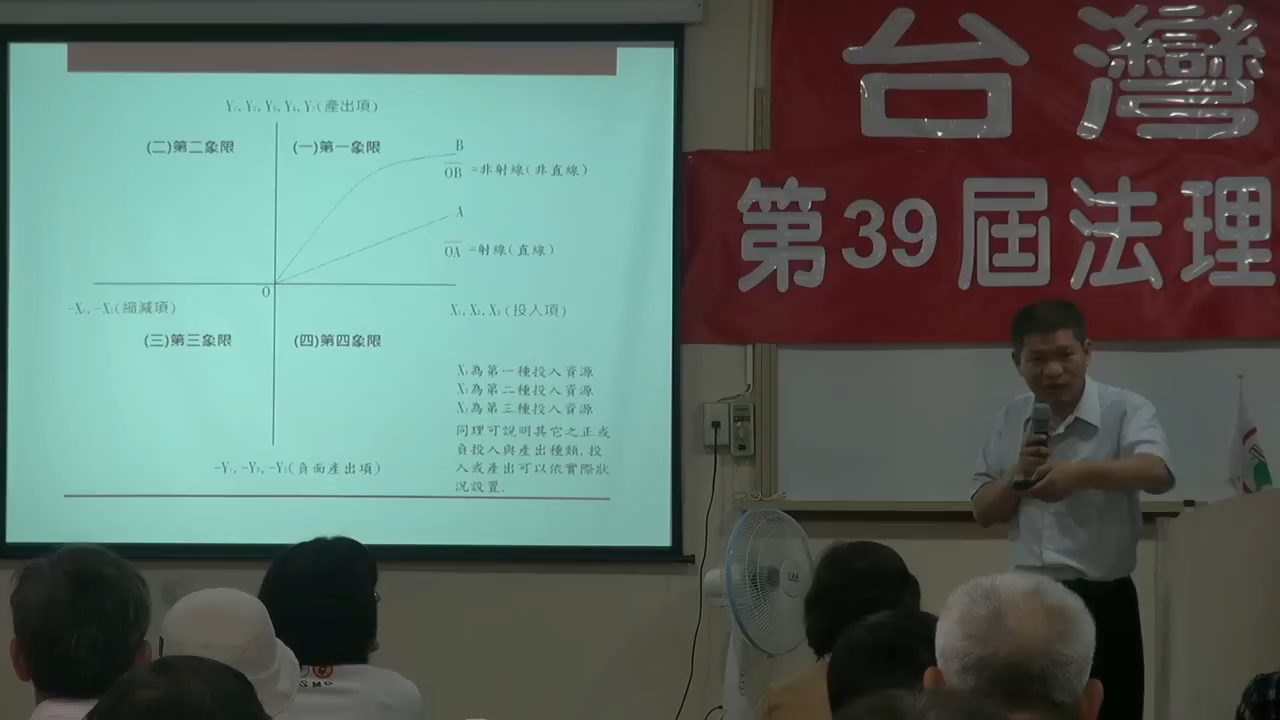 Y₁, Y₂, Y₃, Y₄, Y₅(產出項)
(二)第二象限
(一)第一象限
B
OB =非射線(非直線)
A
OA =射線(直線)
O
-X₁, -X₂(縮減項)
X₁, X₂, X₃(投入項)
(三)第三象限
(四)第四象限
X₁為第一種投入資源
X₂為第二種投入資源
X₃為第三種投入資源
同理可說明其它之正或
負投入與產出種類, 投
入或產出可以依實際狀
況設置.
-Y₁, -Y₂, -Y₃(負面產出項)
台灣
第39屆法理
SMG